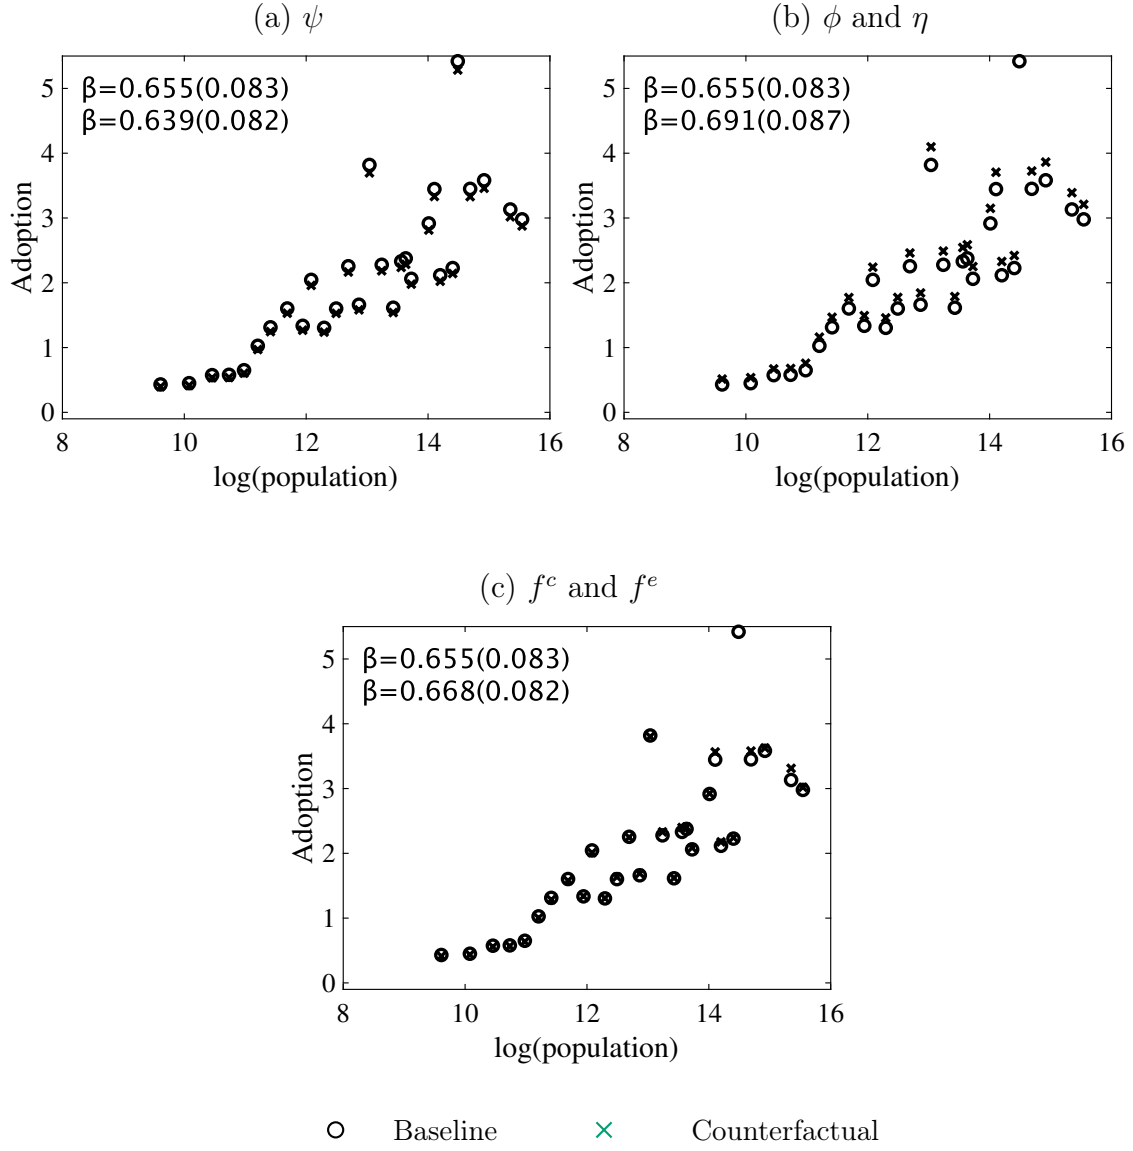 (a) ψ
β=0.655(0.083)
β=0.639(0.082)
5
4
3
2
1
0
Adoption
8 10 12 14 16
log(population)
(b) ϕ and η
β=0.655(0.083)
β=0.691(0.087)
5
4
3
2
1
0
Adoption
8 10 12 14 16
log(population)
(c) fᶜ and fᵉ
β=0.655(0.083)
β=0.668(0.082)
5
4
3
2
1
0
Adoption
8 10 12 14 16
log(population)
Baseline Counterfactual